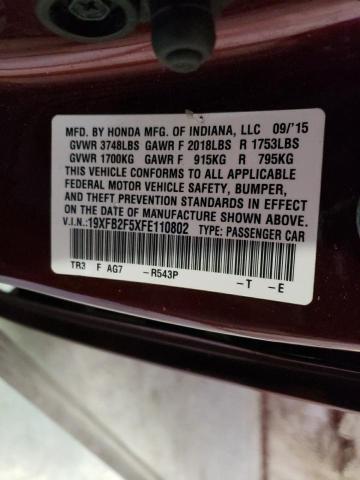 MFD. BY HONDA MFG. OF INDIANA, LLC 09/'15
GVWR 3748LBS GAWR F 2018LBS R 1753LBS
GVWR 1700KG GAWR F 915KG R 795KG
THIS VEHICLE CONFORMS TO ALL APPLICABLE
FEDERAL MOTOR VEHICLE SAFETY, BUMPER,
AND THEFT PREVENTION STANDARDS IN EFFECT
ON THE DATE OF MANUFACTURE SHOWN ABOVE.
V.I.N.: 19XFB2F5XFE110802 TYPE: PASSENGER CAR
TR3 F AG7 -R543P -T -E